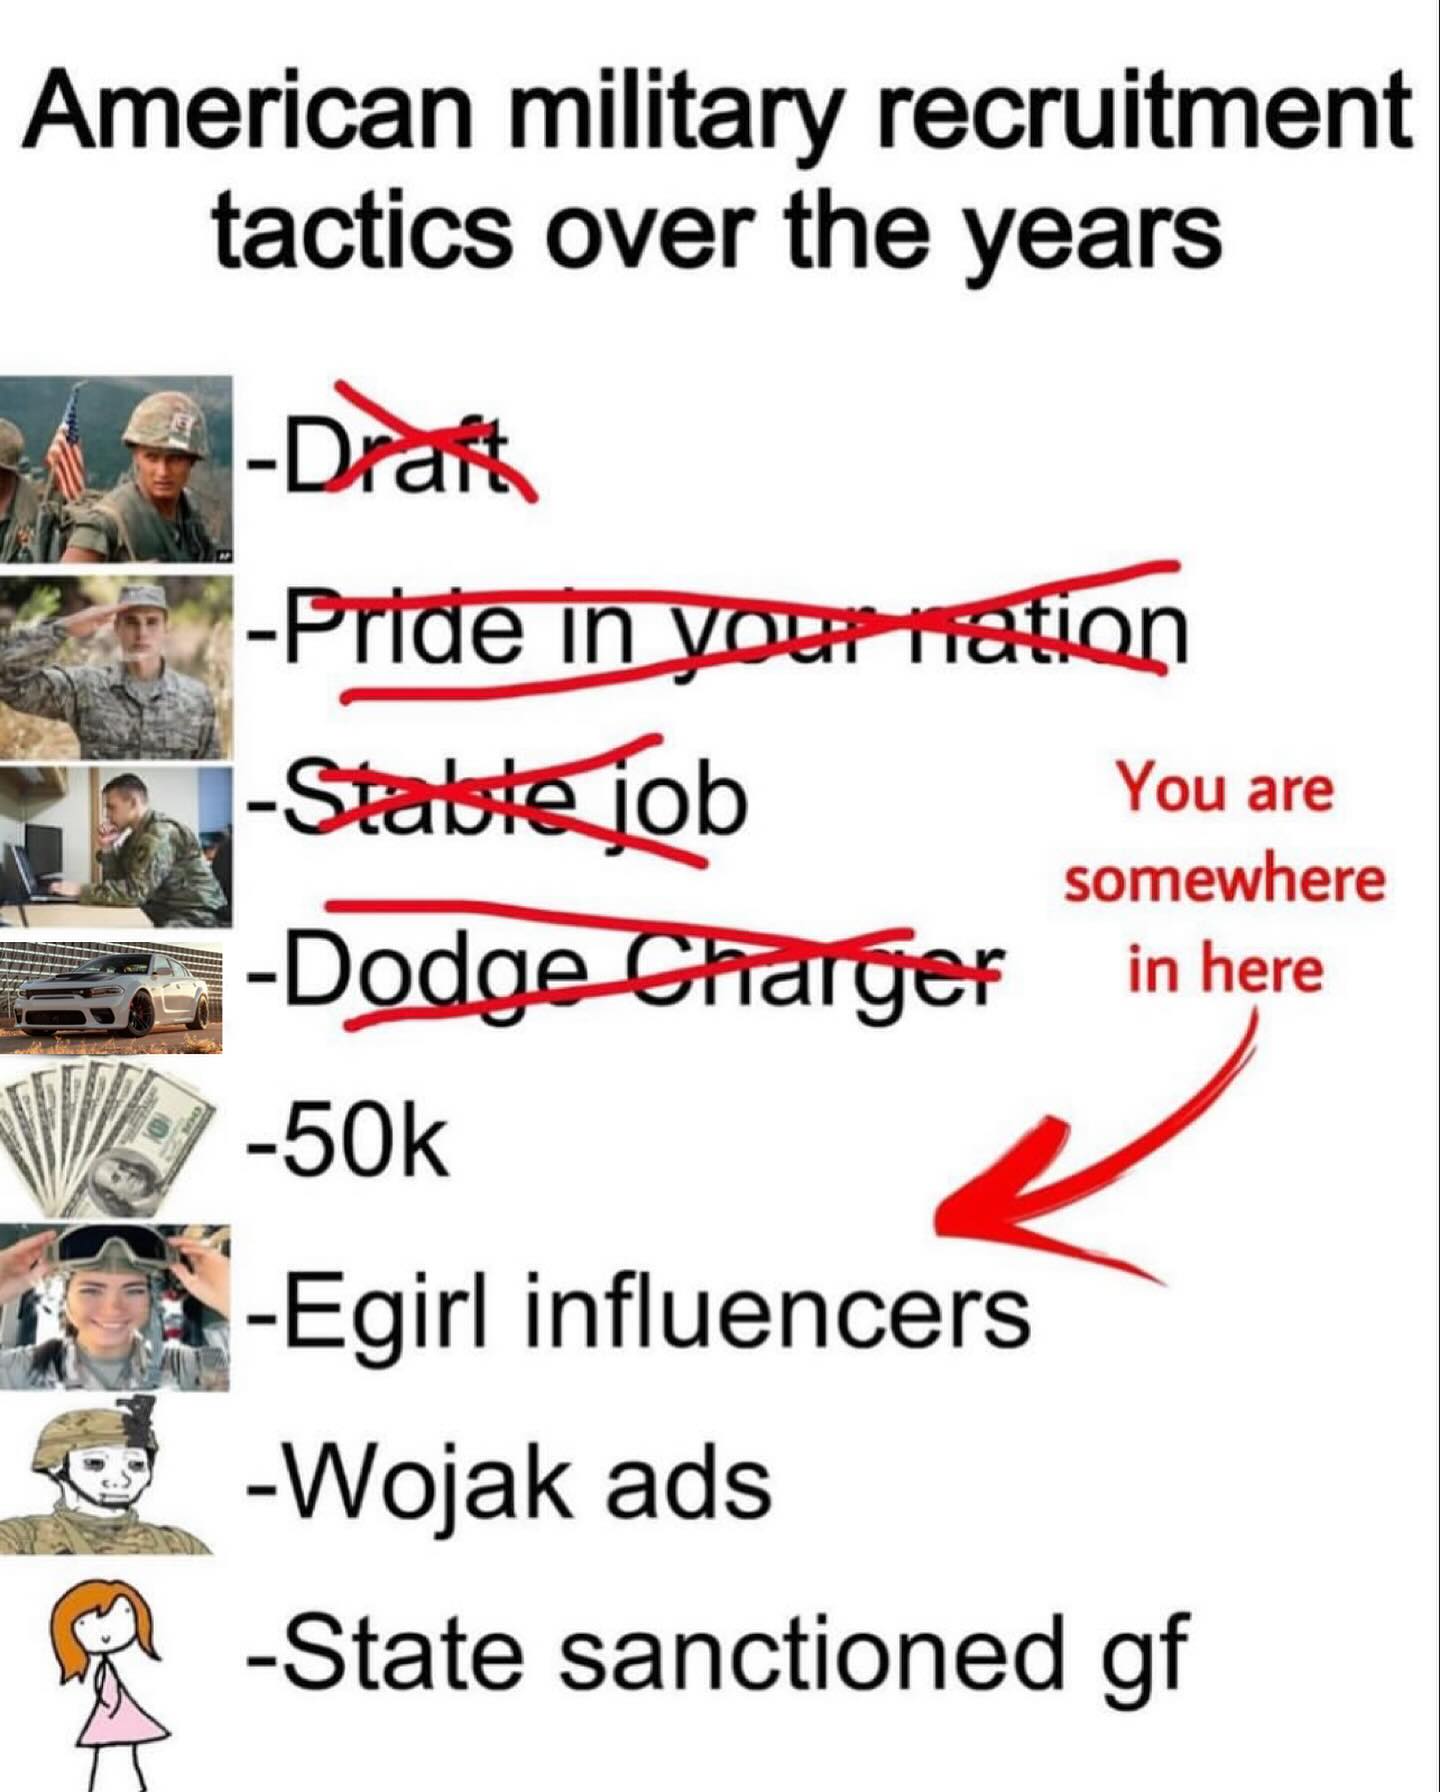 American military recruitment
tactics over the years
-Draft
-Pride in your nation
-Stable job
-Dodge Charger
You are
somewhere
in here
-50k
-Egirl influencers
-Wojak ads
-State sanctioned gf